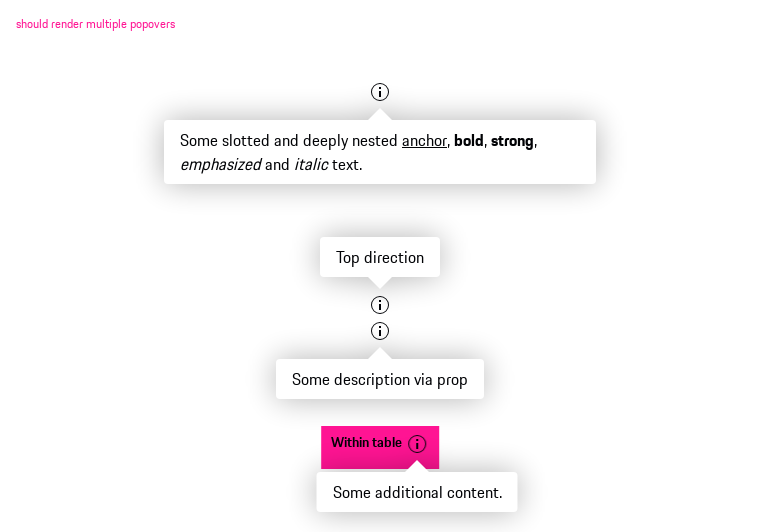 should render multiple popovers
Some slotted and deeply nested anchor, bold, strong,
emphasized and italic text.
Top direction
Some description via prop
Within table
Some additional content.